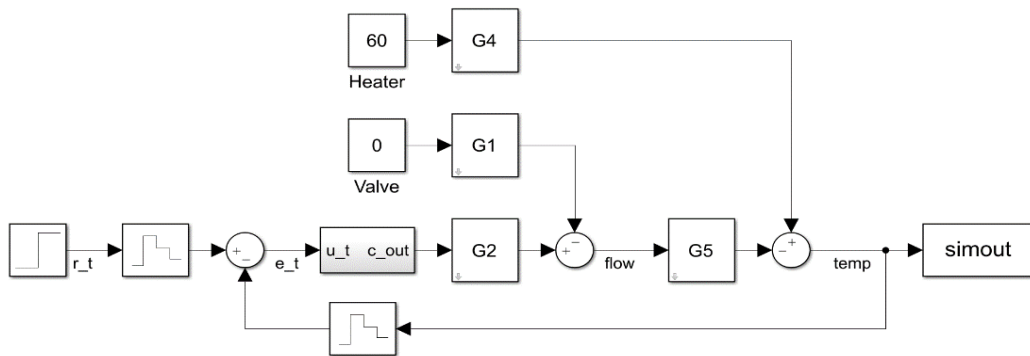 60
G4
Heater
0
G1
Valve
r_t
+
−
e_t
u_t c_out
G2
+
−
flow
G5
−
+
temp
simout